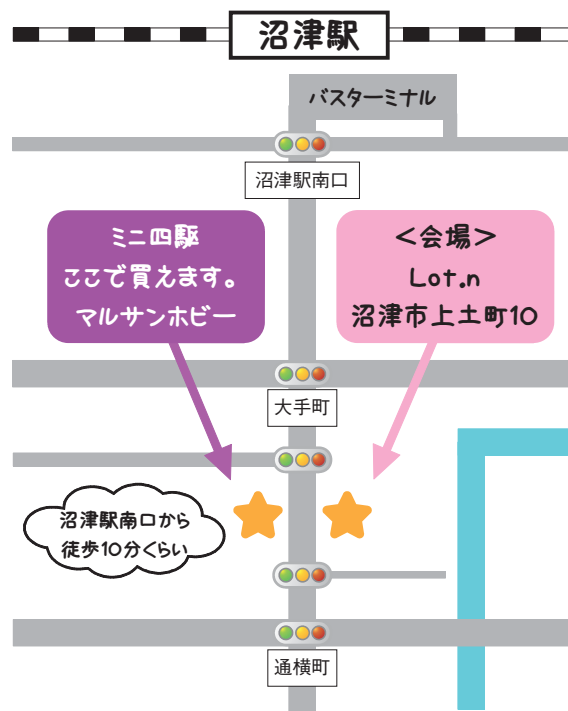 沼津駅
バスターミナル
沼津駅南口
ミニ四駆
ここで買えます。
マルサンホビー
＜会場＞
Lot.n
沼津市上土町10
大手町
沼津駅南口から
徒歩10分くらい
通横町